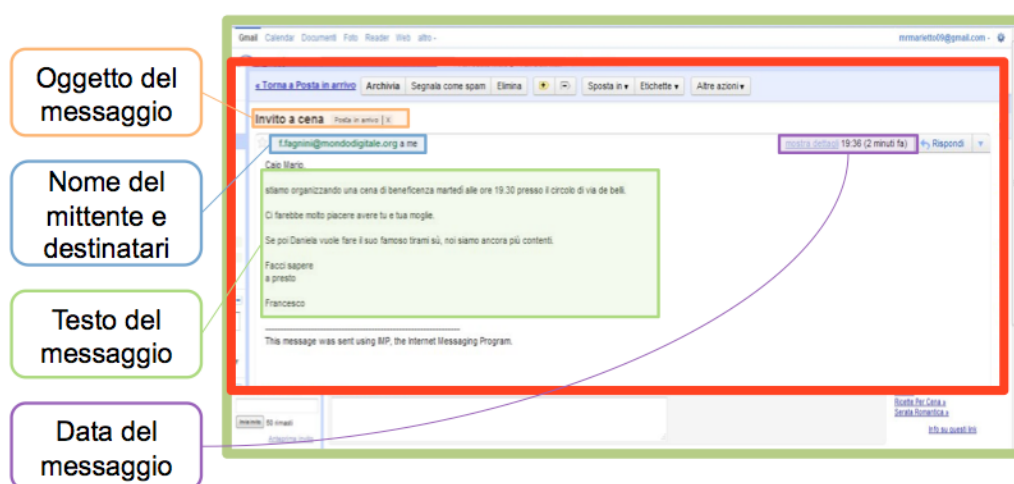 Gmail Calendar Documenti Foto Reader Web altro -
mrmarietto09@gmail.com -
Oggetto del
messaggio
« Torna a Posta in arrivo Archivia Segnala come spam Elimina Sposta in ▾ Etichette ▾ Altre azioni ▾
Invito a cena Posta in arrivo | X
f.fagnini@mondodigitale.org a me
mostra dettagli 19:36 (2 minuti fa) Rispondi
Caio Mario,
Nome del
mittente e
destinatari
stiamo organizzando una cena di beneficenza martedì alle ore 19.30 presso il circolo di via de belli.
Ci farebbe molto piacere avere tu e tua moglie.
Se poi Daniela vuole fare il suo famoso tirami sù, noi siamo ancora più contenti.
Facci sapere
a presto
Francesco
Testo del
messaggio
This message was sent using IMP, the Internet Messaging Program.
Data del
messaggio
50 rimasti
Anteprima invito
Ricette Per Cena »
Serata Romantica »
Info su questi link